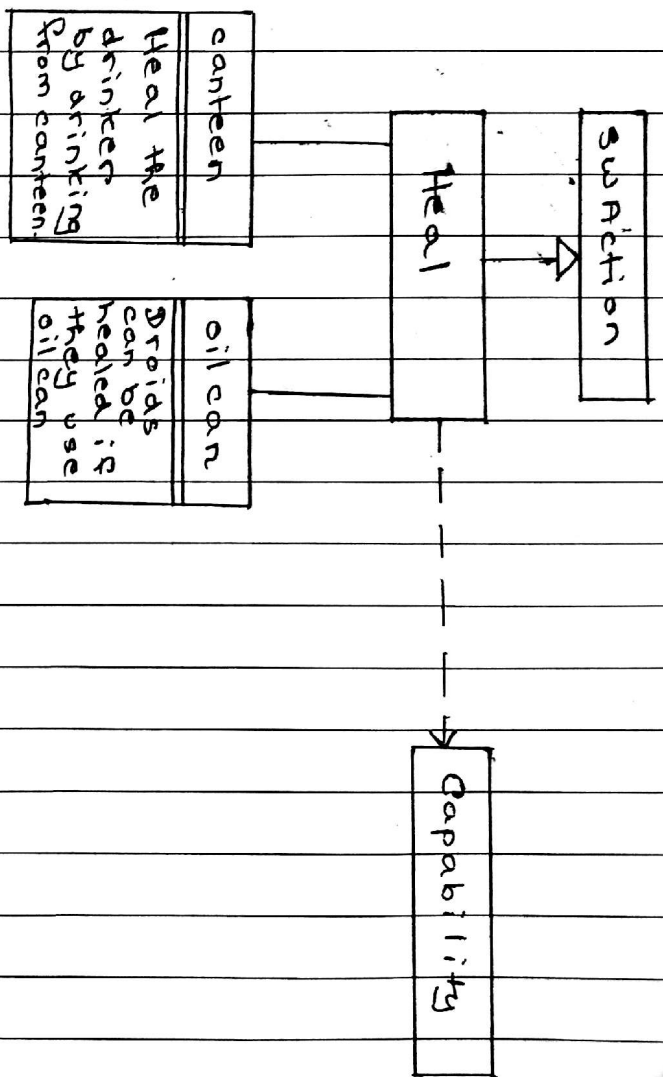 SWAction
Heal
Capability
canteen
Heal the
drinker
by drinking
from canteen.
oil can
Droids
can be
healed if
they use
oil can